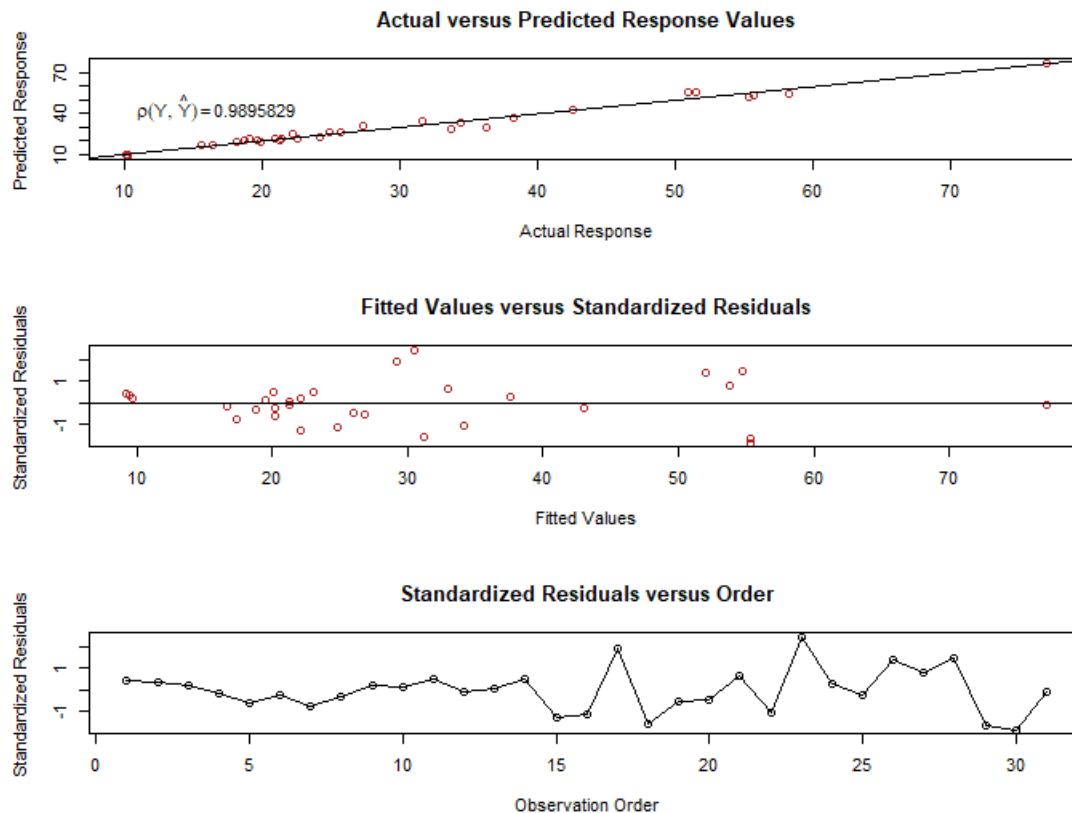 Actual versus Predicted Response Values
Predicted Response
70
40
10
ρ(Y, Ŷ)=0.9895829
10 20 30 40 50 60 70
Actual Response
Fitted Values versus Standardized Residuals
Standardized Residuals
1
-1
10 20 30 40 50 60 70
Fitted Values
Standardized Residuals versus Order
Standardized Residuals
1
-1
0 5 10 15 20 25 30
Observation Order